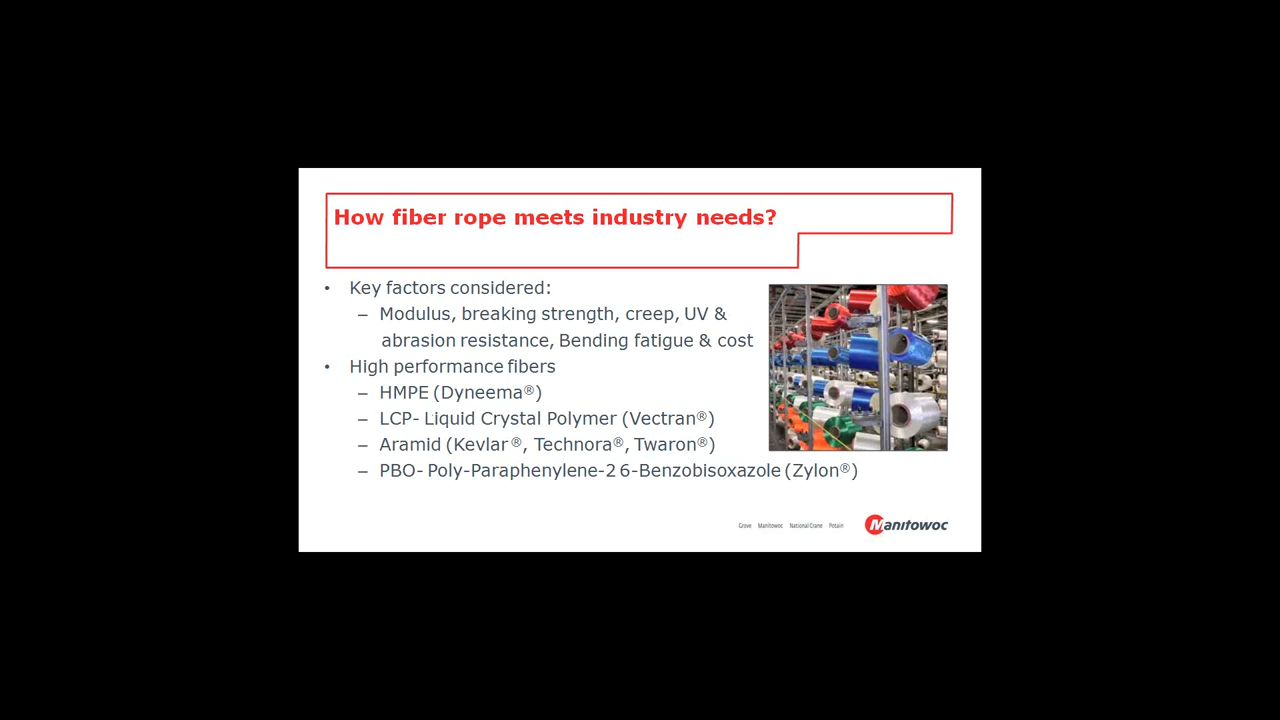 How fiber rope meets industry needs?
• Key factors considered:
– Modulus, breaking strength, creep, UV &
abrasion resistance, Bending fatigue & cost
• High performance fibers
– HMPE (Dyneema®)
– LCP- Liquid Crystal Polymer (Vectran®)
– Aramid (Kevlar®, Technora®, Twaron®)
– PBO- Poly-Paraphenylene-2 6-Benzobisoxazole (Zylon®)
Grove Manitowoc National Crane Potain
Manitowoc